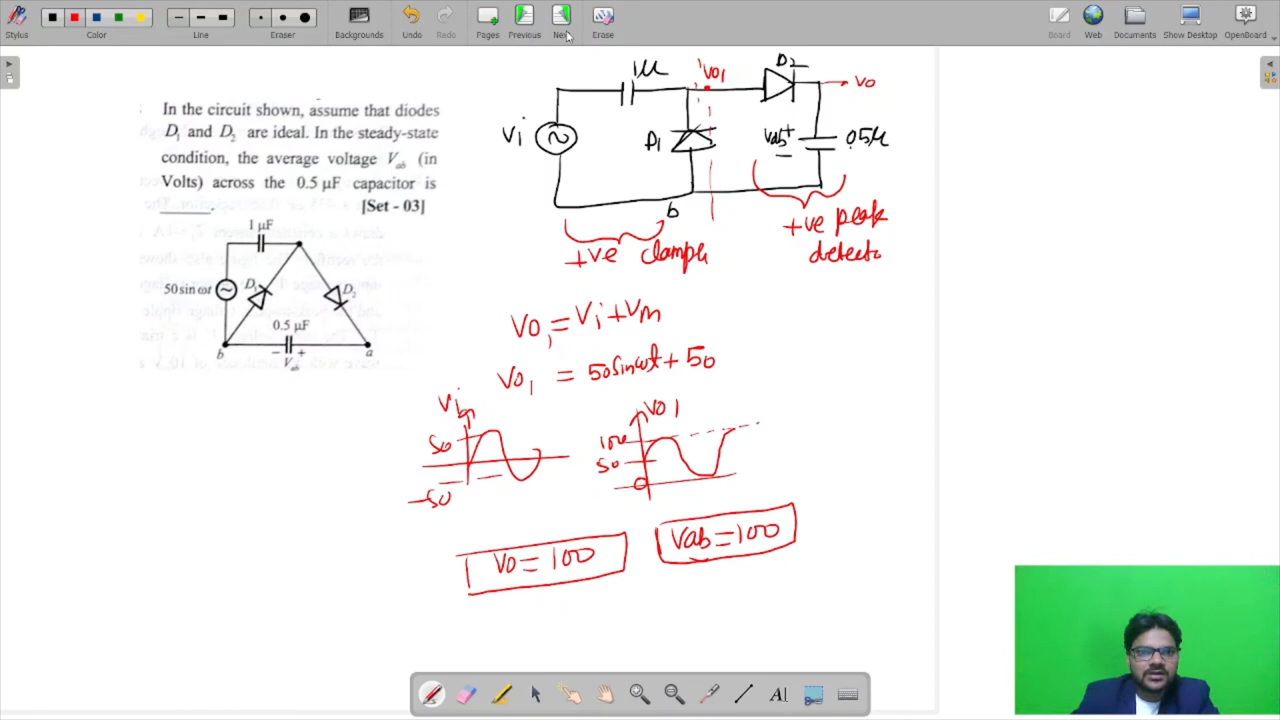 Stylus
Color
Line
Eraser
Backgrounds
Undo
Redo
Pages
Previous
Erase
Board
Web
Documents
Show Desktop
OpenBoard
In the circuit shown, assume that diodes
D1 and D2 are ideal. In the steady-state
condition, the average voltage Vab (in
Volts) across the 0.5 μF capacitor is
______. [Set - 03]
1 μF
50 sin ωt
D1
D2
0.5 μF
b
− +
a
Vab
1μ
Vo1
D2
Vo
Vi
D1
Vab
+
−
0.5μ
b
+ve clamper
+ve peak
detector
Vo1 = Vi + Vm
Vo1 = 50sinωt + 50
Vi
50
-50
Vo1
100
50
0
Vo = 100
Vab = 100
AI